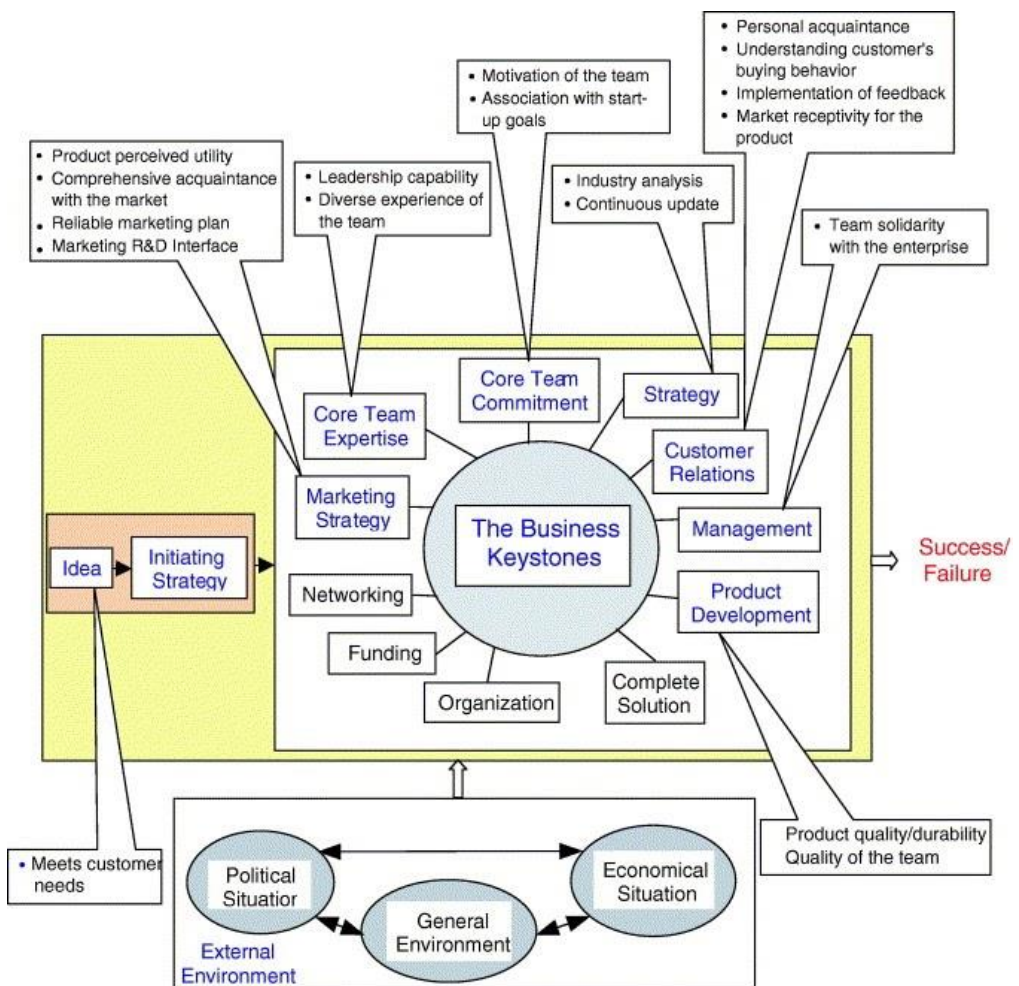 • Personal acquaintance
• Understanding customer's
buying behavior
• Implementation of feedback
• Market receptivity for the
product
• Motivation of the team
• Association with start-
up goals
• Product perceived utility
• Comprehensive acquaintance
with the market
• Reliable marketing plan
• Marketing R&D Interface
• Leadership capability
• Diverse experience of
the team
• Industry analysis
• Continuous update
• Team solidarity
with the enterprise
Core Team
Commitment
Strategy
Core Team
Expertise
Customer
Relations
Marketing
Strategy
The Business
Keystones
Management
Idea
Initiating
Strategy
Success/
Failure
Networking
Product
Development
Funding
Organization
Complete
Solution
• Meets customer
needs
Product quality/durability
Quality of the team
Political
Situatior
Economical
Situation
General
Environment
External
Environment